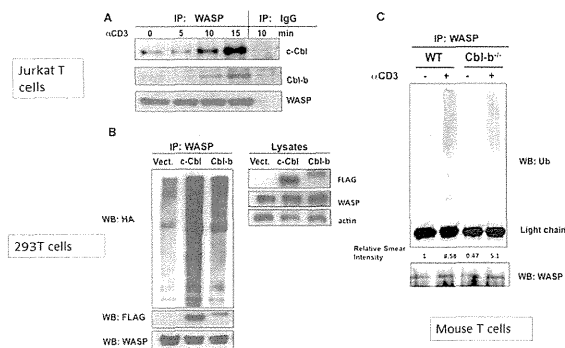 A
IP: WASP
IP: IgG
αCD3
0 5 10 15 10 min
c-Cbl
Cbl-b
WASP
Jurkat T cells
B
IP: WASP
Vect. c-Cbl Cbl-b
WB: HA
WB: FLAG
WB: WASP
Lysates
Vect. c-Cbl Cbl-b
FLAG
WASP
actin
293T cells
C
IP: WASP
WT Cbl-b-/-
αCD3 - + - +
WB: Ub
Light chain
Relative Smear Intensity
1 8.58 0.47 5.1
WB: WASP
Mouse T cells